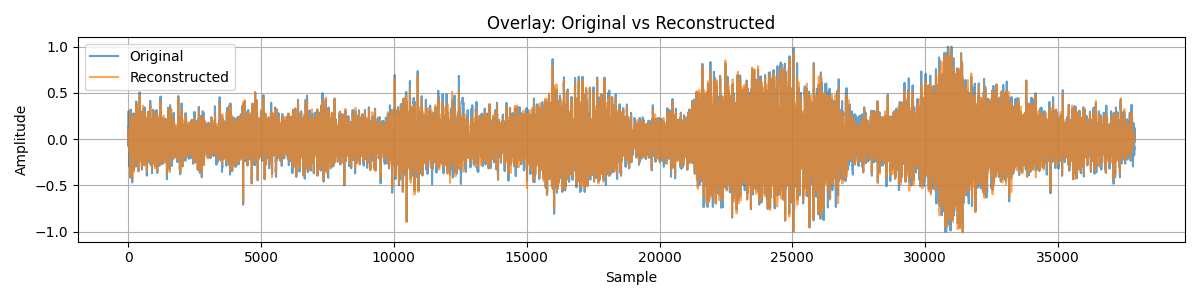 Overlay: Original vs Reconstructed
Original
Reconstructed
Amplitude
1.0
0.5
0.0
−0.5
−1.0
0 5000 10000 15000 20000 25000 30000 35000
Sample